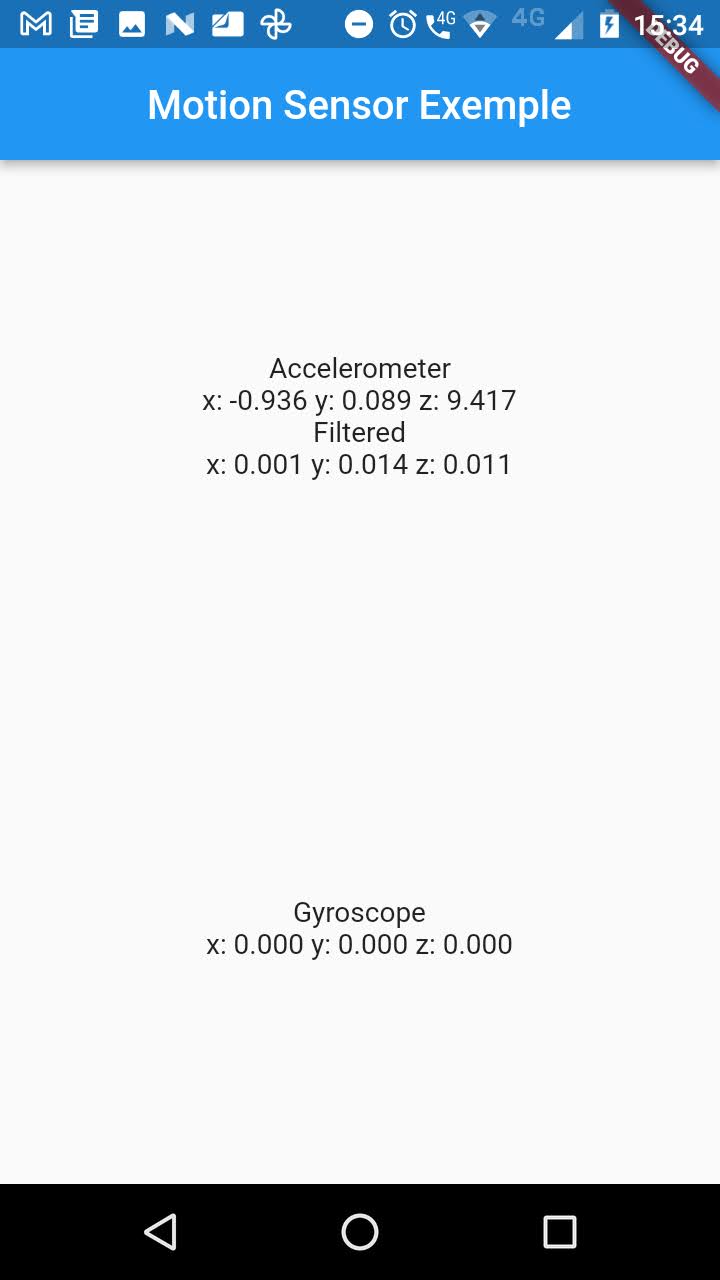 4G 4G 15:34
DEBUG
Motion Sensor Exemple
Accelerometer
x: -0.936 y: 0.089 z: 9.417
Filtered
x: 0.001 y: 0.014 z: 0.011
Gyroscope
x: 0.000 y: 0.000 z: 0.000